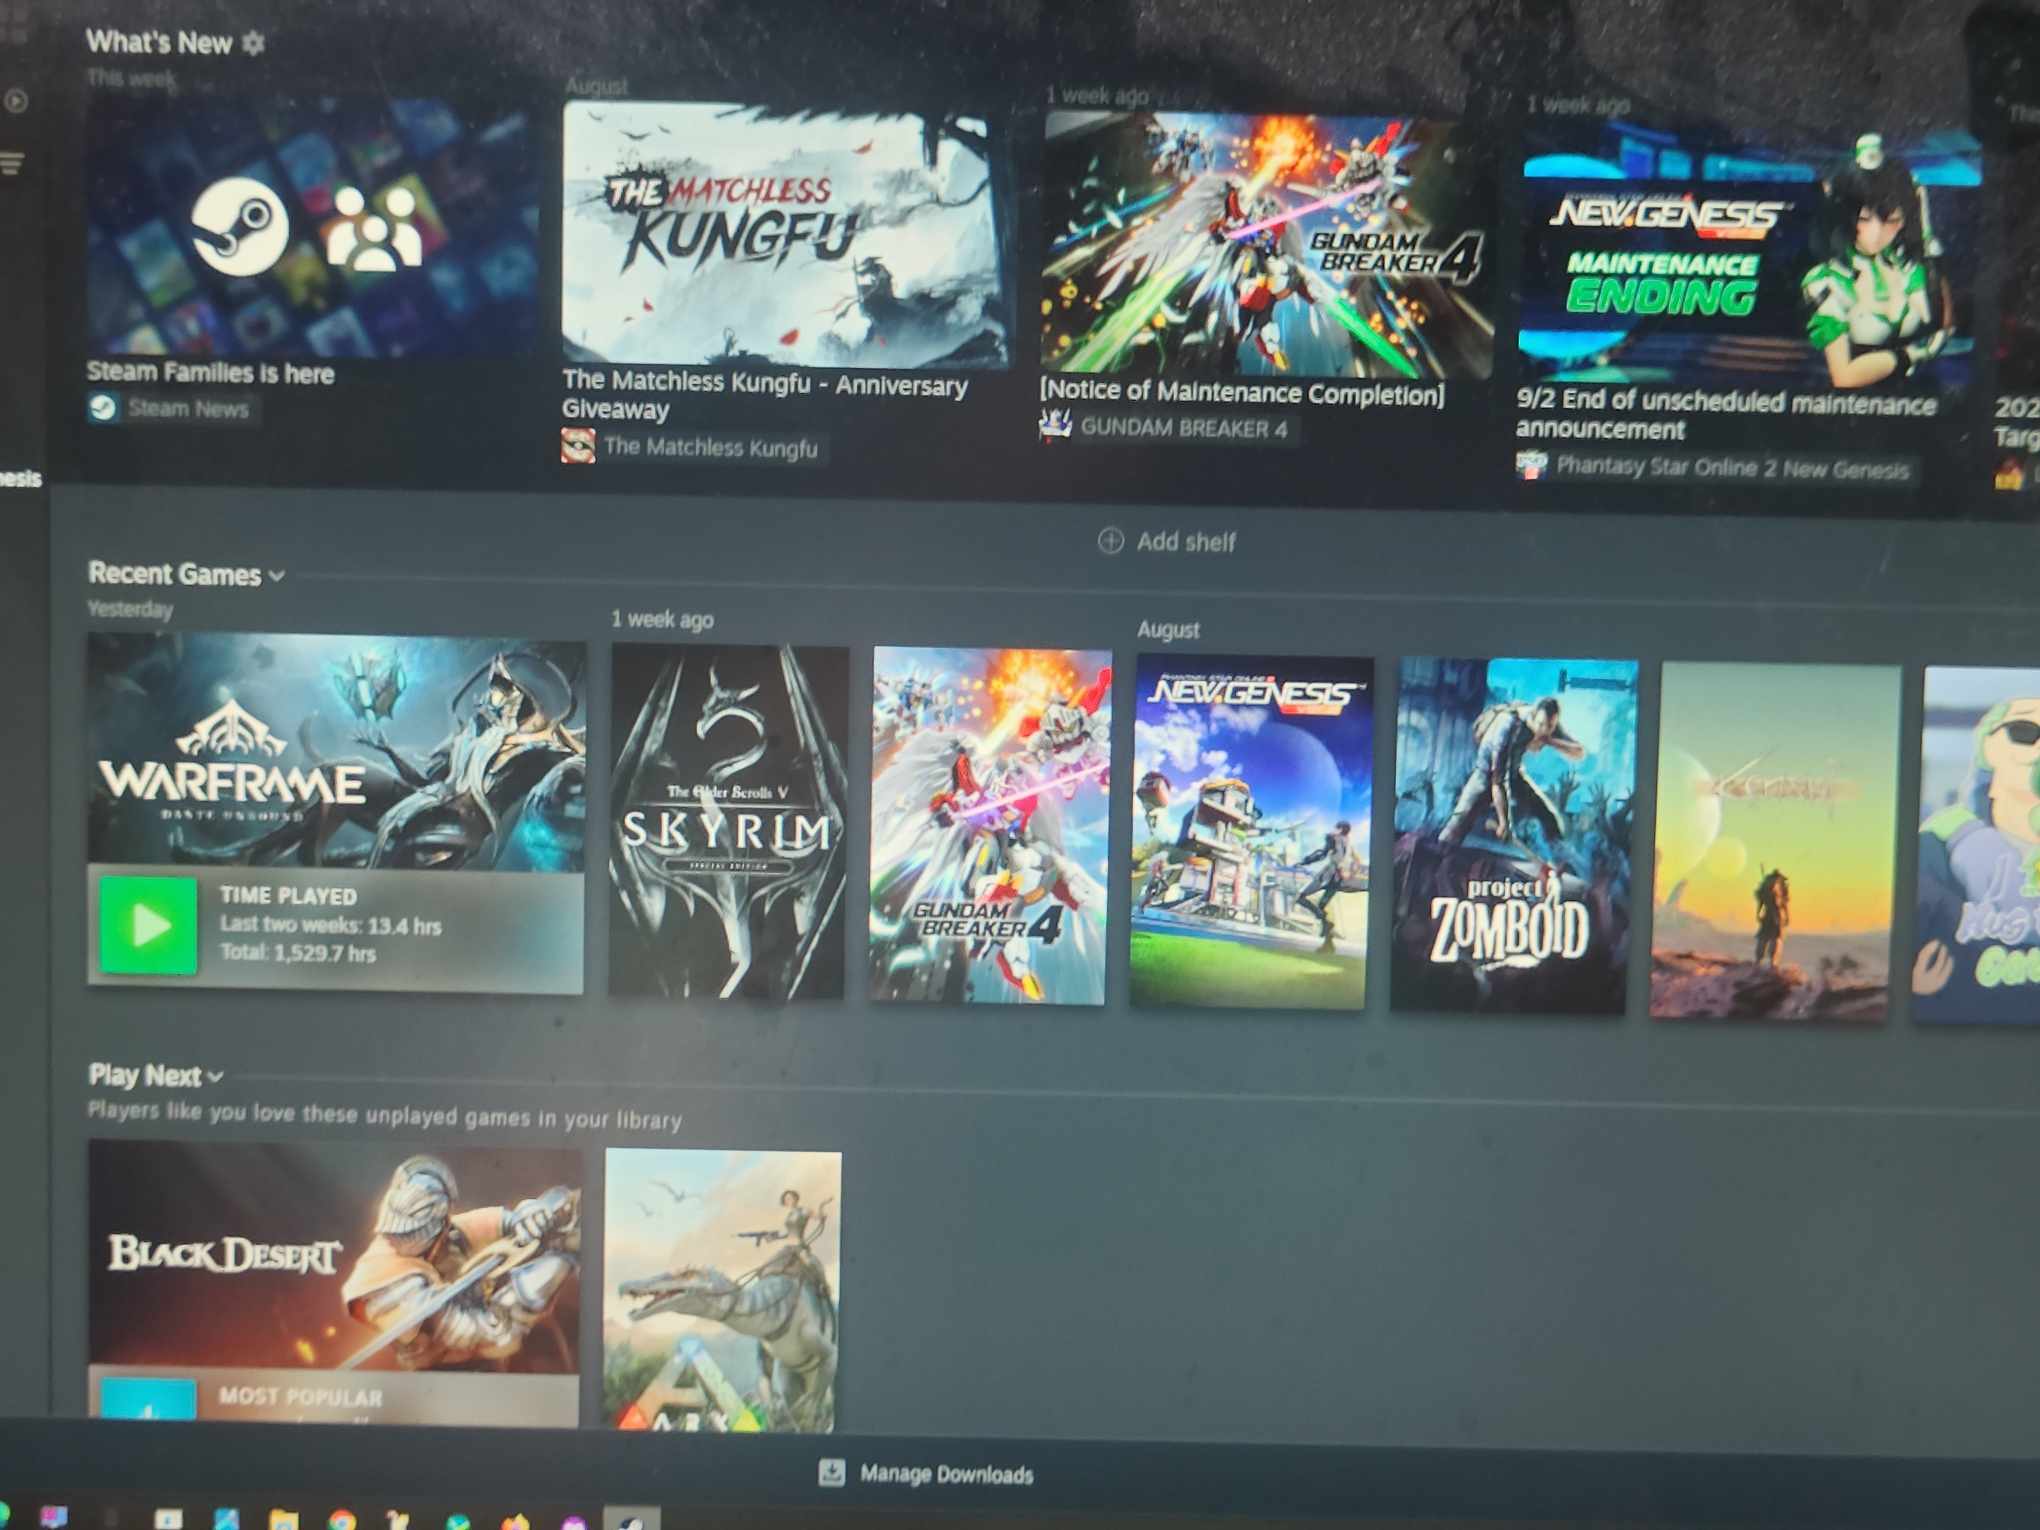 What's New
This week
August
1 week ago
1 week ago
THE MATCHLESS
KUNGFU
GUNDAM
BREAKER 4
NEW GENESIS
MAINTENANCE
ENDING
Steam Families is here
Steam News
The Matchless Kungfu - Anniversary
Giveaway
The Matchless Kungfu
[Notice of Maintenance Completion]
GUNDAM BREAKER 4
9/2 End of unscheduled maintenance
announcement
Phantasy Star Online 2 New Genesis
202
Targ
nesis
Add shelf
Recent Games
Yesterday
1 week ago
August
WARFRAME
DANTE UNBOUND
TIME PLAYED
Last two weeks: 13.4 hrs
Total: 1,529.7 hrs
The Elder Scrolls V
SKYRIM
SPECIAL EDITION
GUNDAM
BREAKER 4
PHANTASY STAR ONLINE 2
NEW GENESIS
project
ZOMBOID
Play Next
Players like you love these unplayed games in your library
BLACK DESERT
MOST POPULAR
ARK
Manage Downloads